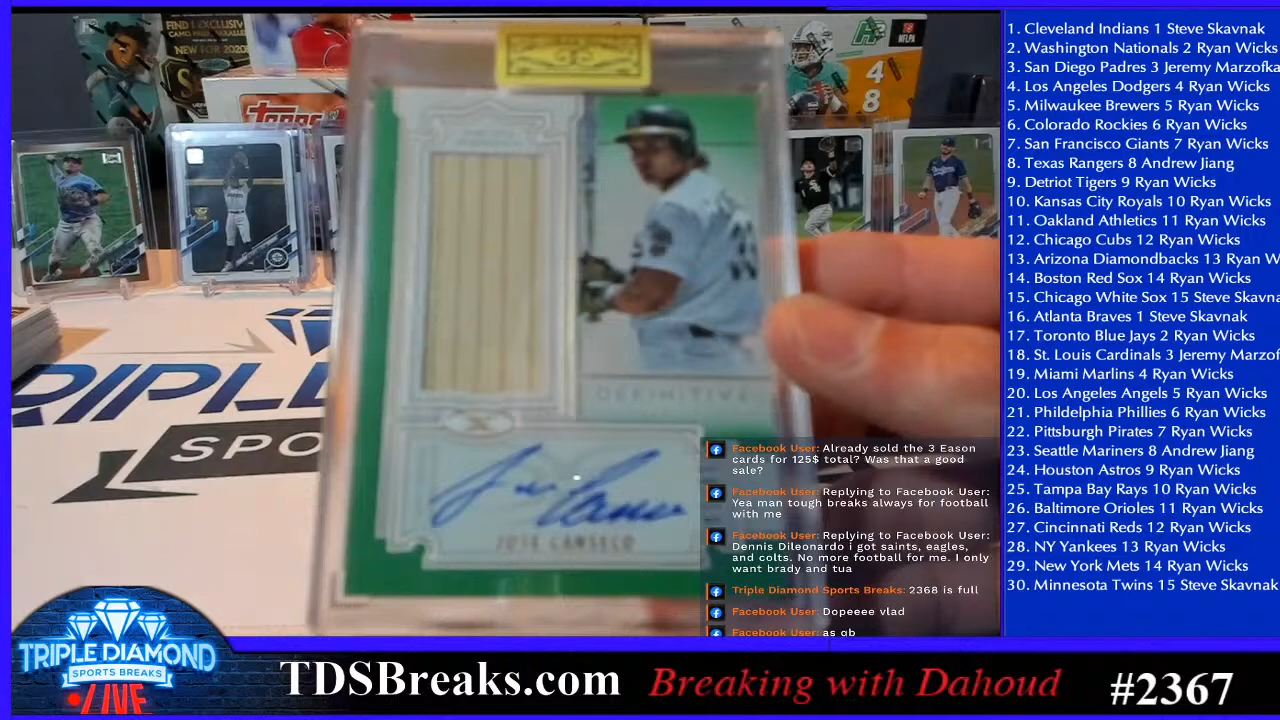 FIND 1 EXCLUSIV
NEW FOR 2020
Topps
NFLPA
4
8
DEFINITIVE
JOSE CANSECO
RIPLE
SPO
1. Cleveland Indians 1 Steve Skavnak
2. Washington Nationals 2 Ryan Wicks
3. San Diego Padres 3 Jeremy Marzofka
4. Los Angeles Dodgers 4 Ryan Wicks
5. Milwaukee Brewers 5 Ryan Wicks
6. Colorado Rockies 6 Ryan Wicks
7. San Francisco Giants 7 Ryan Wicks
8. Texas Rangers 8 Andrew Jiang
9. Detriot Tigers 9 Ryan Wicks
10. Kansas City Royals 10 Ryan Wicks
11. Oakland Athletics 11 Ryan Wicks
12. Chicago Cubs 12 Ryan Wicks
13. Arizona Diamondbacks 13 Ryan W
14. Boston Red Sox 14 Ryan Wicks
15. Chicago White Sox 15 Steve Skavna
16. Atlanta Braves 1 Steve Skavnak
17. Toronto Blue Jays 2 Ryan Wicks
18. St. Louis Cardinals 3 Jeremy Marzof
19. Miami Marlins 4 Ryan Wicks
20. Los Angeles Angels 5 Ryan Wicks
21. Phildelphia Phillies 6 Ryan Wicks
22. Pittsburgh Pirates 7 Ryan Wicks
23. Seattle Mariners 8 Andrew Jiang
24. Houston Astros 9 Ryan Wicks
25. Tampa Bay Rays 10 Ryan Wicks
26. Baltimore Orioles 11 Ryan Wicks
27. Cincinnati Reds 12 Ryan Wicks
28. NY Yankees 13 Ryan Wicks
29. New York Mets 14 Ryan Wicks
30. Minnesota Twins 15 Steve Skavnak
Facebook User: Already sold the 3 Eason
cards for 125$ total? Was that a good
sale?
Facebook User: Replying to Facebook User:
Yea man tough breaks always for football
with me
Facebook User: Replying to Facebook User:
Dennis Dileonardo i got saints, eagles,
and colts. No more football for me. I only
want brady and tua
Triple Diamond Sports Breaks: 2368 is full
Facebook User: Dopeeee vlad
Facebook User: as qb
TRIPLE DIAMOND
SPORTS BREAKS
LIVE
TDSBreaks.com
Breaking with Dahoud
#2367